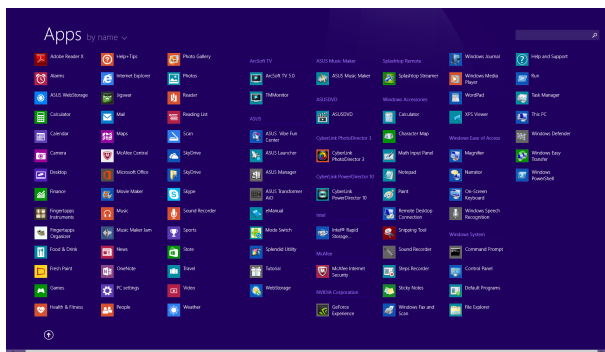 Apps by name
Adobe Reader X
Alarms
ASUS WebStorage
Calculator
Calendar
Camera
Desktop
Finance
Fingertapps
Instruments
Fingertapps
Organizer
Food & Drink
Fresh Paint
Games
Health & Fitness
Help+Tips
Internet Explorer
Jigswar
Mail
Maps
McAfee Central
Microsoft Office
Movie Maker
Music
Music Maker Jam
News
OneNote
PC settings
People
Photo Gallery
Photos
Reader
Reading List
Scan
SkyDrive
SkyDrive
Skype
Sound Recorder
Sports
Store
Travel
Video
Weather
ArcSoft TV
ArcSoft TV 5.0
TMMonitor
ASUS
ASUS Vibe Fun
Center
ASUS Launcher
ASUS Manager
ASUS Transformer
AiO
eManual
Mode Switch
Splendid Utility
Tutorial
WebStorage
ASUS Music Maker
ASUS Music Maker
ASUSDVD
ASUSDVD
CyberLink PhotoDirector 3
CyberLink
PhotoDirector 3
CyberLink PowerDirector 10
CyberLink
PowerDirector 10
Intel
Intel® Rapid
Storage...
McAfee
McAfee Internet
Security
NVIDIA Corporation
GeForce
Experience
Splashtop Remote
Splashtop Streamer
Windows Accessories
Calculator
Character Map
Math Input Panel
Notepad
Paint
Remote Desktop
Connection
Snipping Tool
Sound Recorder
Steps Recorder
Sticky Notes
Windows Fax and
Scan
Windows Journal
Windows Media
Player
WordPad
XPS Viewer
Windows Ease of Access
Magnifier
Narrator
On-Screen
Keyboard
Windows Speech
Recognition
Windows System
Command Prompt
Control Panel
Default Programs
File Explorer
Help and Support
Run
Task Manager
This PC
Windows Defender
Windows Easy
Transfer
Windows
PowerShell